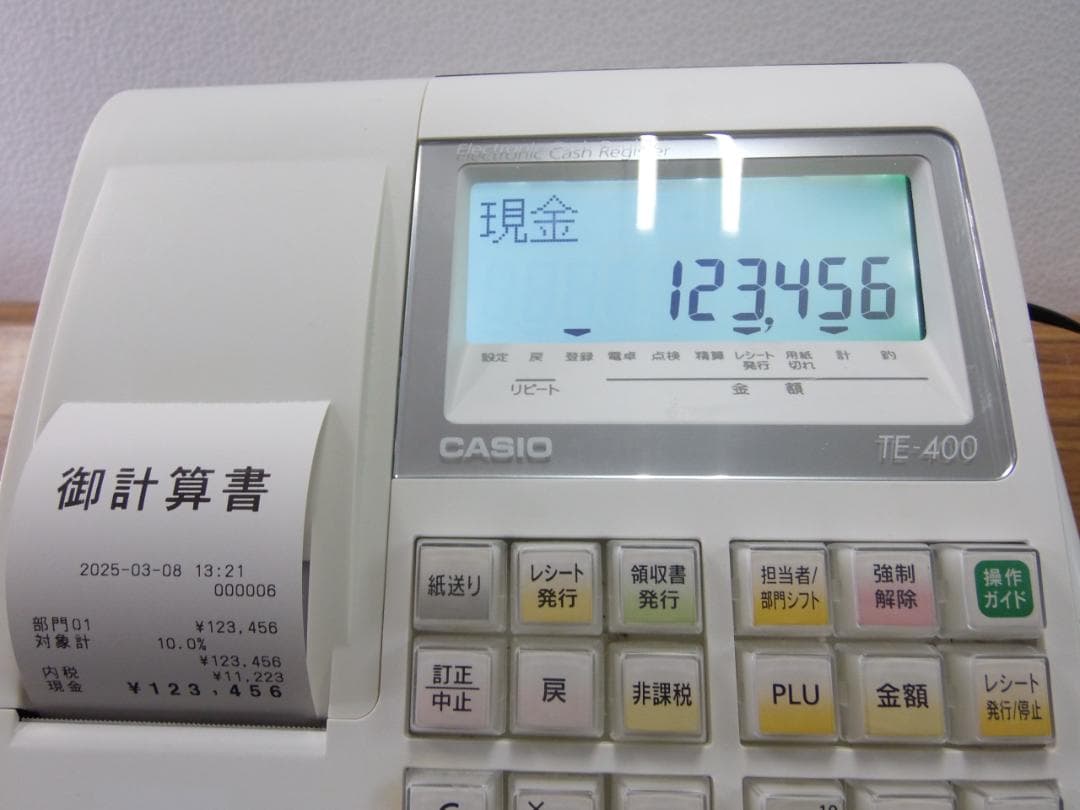 Electronic Cash Register
現金
123,456
設定 戻 登録 電卓 点検 精算 レシート発行 用紙切れ 計 釣
リピート 金額
CASIO TE-400
御計算書
2025-03-08 13:21
000006
部門01 ¥123,456
対象計 10.0%
¥123,456
内税 ¥11,223
現金 ¥123,456
紙送り
レシート
発行
領収書
発行
担当者/
部門シフト
強制
解除
操作
ガイド
訂正
中止
戻
非課税
PLU
金額
レシート
発行/停止